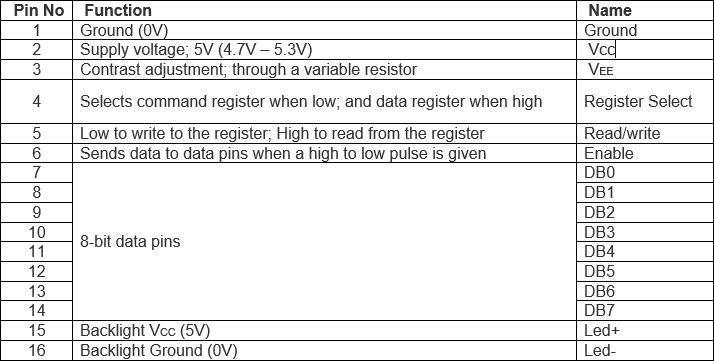 Pin No Function Name
1 Ground (0V) Ground
2 Supply voltage; 5V (4.7V – 5.3V) Vcc
3 Contrast adjustment; through a variable resistor VEE
4 Selects command register when low; and data register when high Register Select
5 Low to write to the register; High to read from the register Read/write
6 Sends data to data pins when a high to low pulse is given Enable
7 DB0
8 DB1
9 DB2
10 DB3
8-bit data pins
11 DB4
12 DB5
13 DB6
14 DB7
15 Backlight VCC (5V) Led+
16 Backlight Ground (0V) Led-